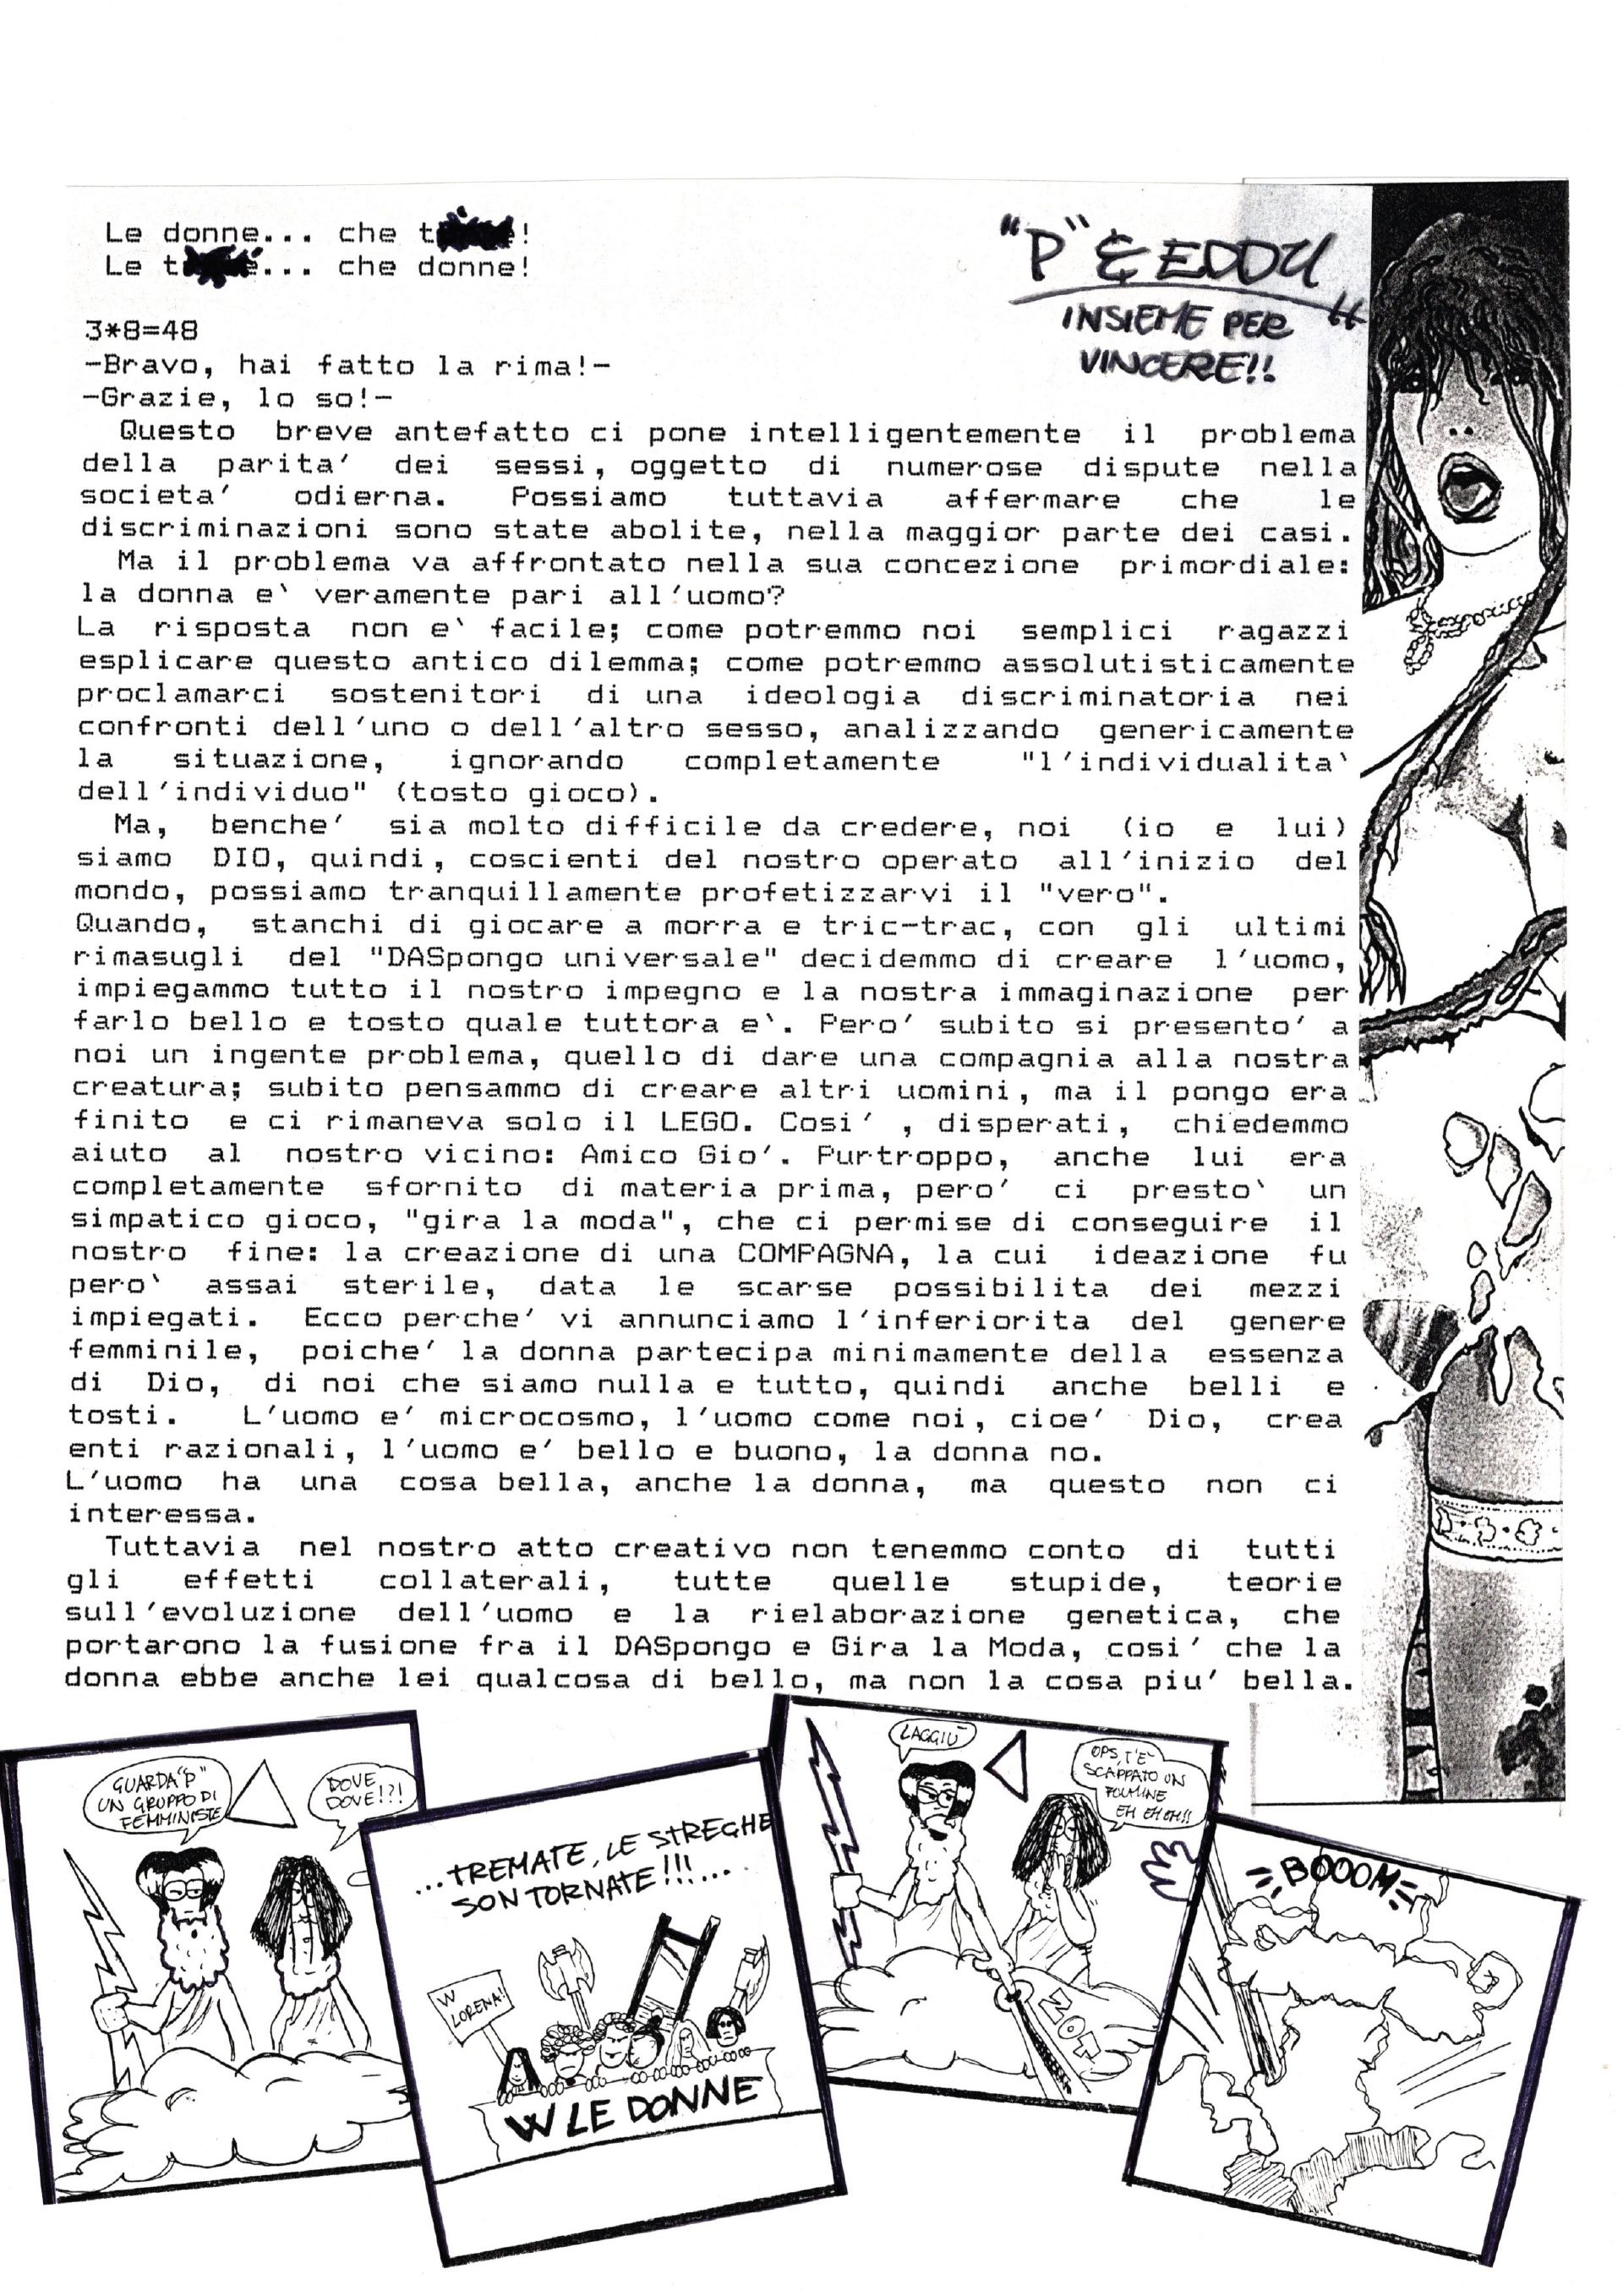 Le donne... che t!
Le t... che donne!
"P" & EDDY
INSIEME PER
VINCERE!!
3*8=48
-Bravo, hai fatto la rima!-
-Grazie, lo so!-
Questo breve antefatto ci pone intelligentemente il problema
della parita' dei sessi, oggetto di numerose dispute nella
societa' odierna. Possiamo tuttavia affermare che le
discriminazioni sono state abolite, nella maggior parte dei casi.
Ma il problema va affrontato nella sua concezione primordiale:
la donna e` veramente pari all'uomo?
La risposta non e` facile; come potremmo noi semplici ragazzi
esplicare questo antico dilemma; come potremmo assolutisticamente
proclamarci sostenitori di una ideologia discriminatoria nei
confronti dell'uno o dell'altro sesso, analizzando genericamente
la situazione, ignorando completamente "l'individualita`
dell'individuo" (tosto gioco).
Ma, benche' sia molto difficile da credere, noi (io e lui)
siamo DIO, quindi, coscienti del nostro operato all'inizio del
mondo, possiamo tranquillamente profetizzarvi il "vero".
Quando, stanchi di giocare a morra e tric-trac, con gli ultimi
rimasugli del "DASpongo universale" decidemmo di creare l'uomo,
impiegammo tutto il nostro impegno e la nostra immaginazione per
farlo bello e tosto quale tuttora e`. Pero' subito si presento' a
noi un ingente problema, quello di dare una compagnia alla nostra
creatura; subito pensammo di creare altri uomini, ma il pongo era
finito e ci rimaneva solo il LEGO. Cosi' , disperati, chiedemmo
aiuto al nostro vicino: Amico Gio'. Purtroppo, anche lui era
completamente sfornito di materia prima, pero' ci presto` un
simpatico gioco, "gira la moda", che ci permise di conseguire il
nostro fine: la creazione di una COMPAGNA, la cui ideazione fu
pero` assai sterile, data le scarse possibilita dei mezzi
impiegati. Ecco perche' vi annunciamo l'inferiorita del genere
femminile, poiche' la donna partecipa minimamente della essenza
di Dio, di noi che siamo nulla e tutto, quindi anche belli e
tosti. L'uomo e' microcosmo, l'uomo come noi, cioe' Dio, crea
enti razionali, l'uomo e' bello e buono, la donna no.
L'uomo ha una cosa bella, anche la donna, ma questo non ci
interessa.
Tuttavia nel nostro atto creativo non tenemmo conto di tutti
gli effetti collaterali, tutte quelle stupide, teorie
sull'evoluzione dell'uomo e la rielaborazione genetica, che
portarono la fusione fra il DASpongo e Gira la Moda, cosi' che la
donna ebbe anche lei qualcosa di bello, ma non la cosa piu' bella.
GUARDA "P"
UN GRUPPO DI
FEMMINISTE
DOVE,
DOVE!?!
...TREMATE, LE STREGHE
SON TORNATE!!!...
W
LORENA!
W LE DONNE
LAGGIÙ
OPS, T'È
SCAPPATO UN
FULMINE
EH EH EH!!
ZOT
BOOOM